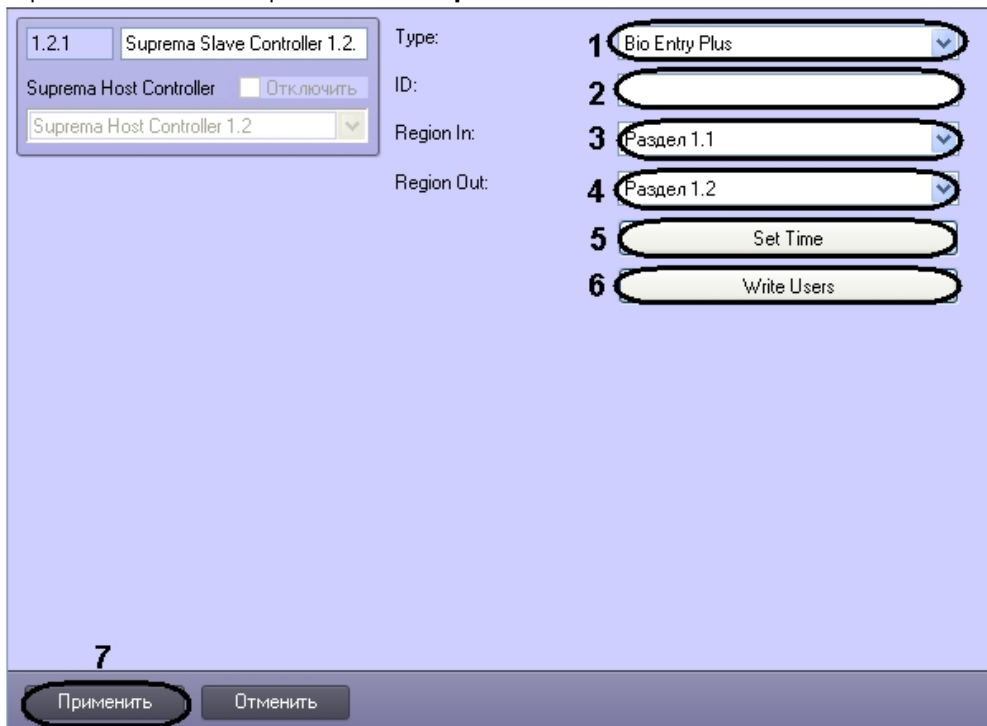 1.2.1 Suprema Slave Controller 1.2.
Suprema Host Controller Отключить
Suprema Host Controller 1.2
Type: 1 Bio Entry Plus
ID: 2
Region In: 3 Раздел 1.1
Region Out: 4 Раздел 1.2
5 Set Time
6 Write Users
7
Применить Отменить